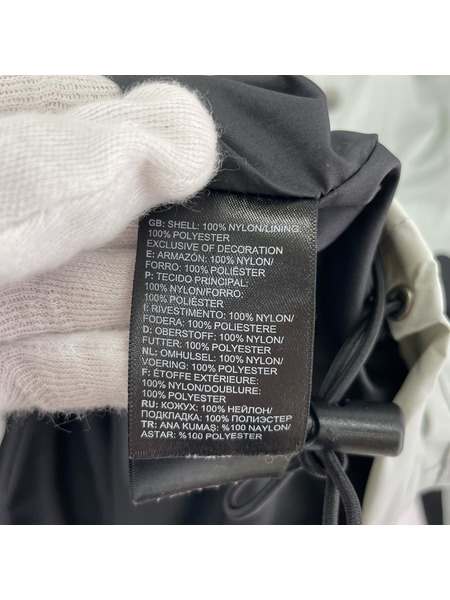 GB: SHELL: 100% NYLON/LINING:
100% POLYESTER
EXCLUSIVE OF DECORATION
E: ARMAZÓN: 100% NYLON/
FORRO: 100% POLIÉSTER
P: TECIDO PRINCIPAL:
100% NYLON/FORRO:
100% POLIÉSTER
I: RIVESTIMENTO: 100% NYLON/
FODERA: 100% POLIESTERE
D: OBERSTOFF: 100% NYLON/
FUTTER: 100% POLYESTER
NL: OMHULSEL: 100% NYLON/
VOERING: 100% POLYESTER
F: ÉTOFFE EXTÉRIEURE:
100% NYLON/DOUBLURE:
100% POLYESTER
RU: КОЖУХ: 100% НЕЙЛОН/
ПОДКЛАДКА: 100% ПОЛИЭСТЕР
TR: ANA KUMAŞ: %100 NAYLON/
ASTAR: %100 POLYESTER